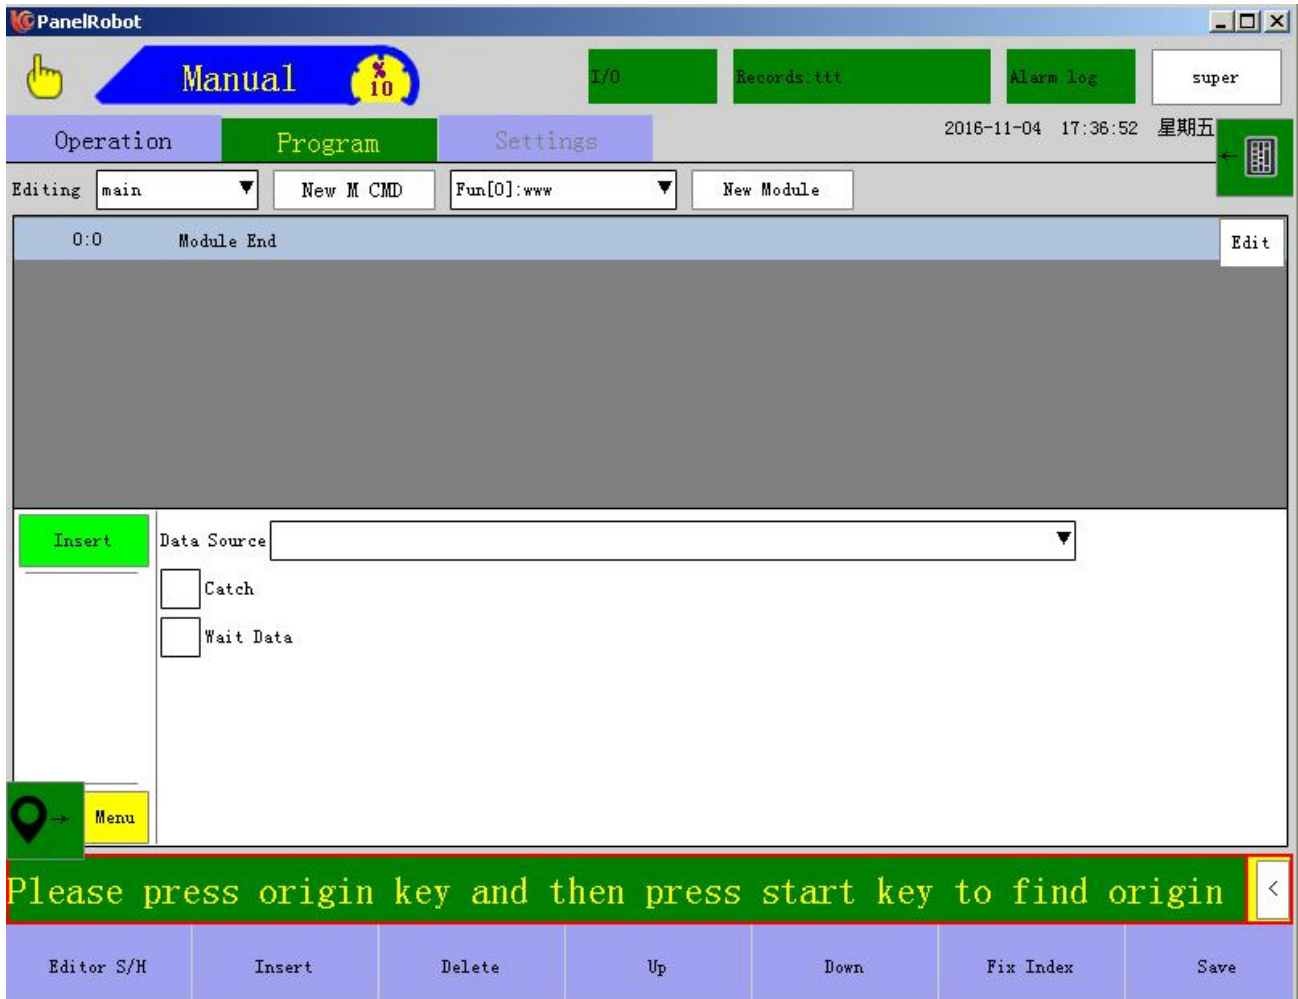 PanelRobot
Manual % 10 I/O Records:ttt Alarm log super
Operation Program Settings 2016-11-04 17:36:52 星期五
Editing main New M CMD Fun[0]:www New Module
0:0 Module End Edit
Insert Data Source
Catch
Wait Data
Menu
Please press origin key and then press start key to find origin <
Editor S/H Insert Delete Up Down Fix Index Save